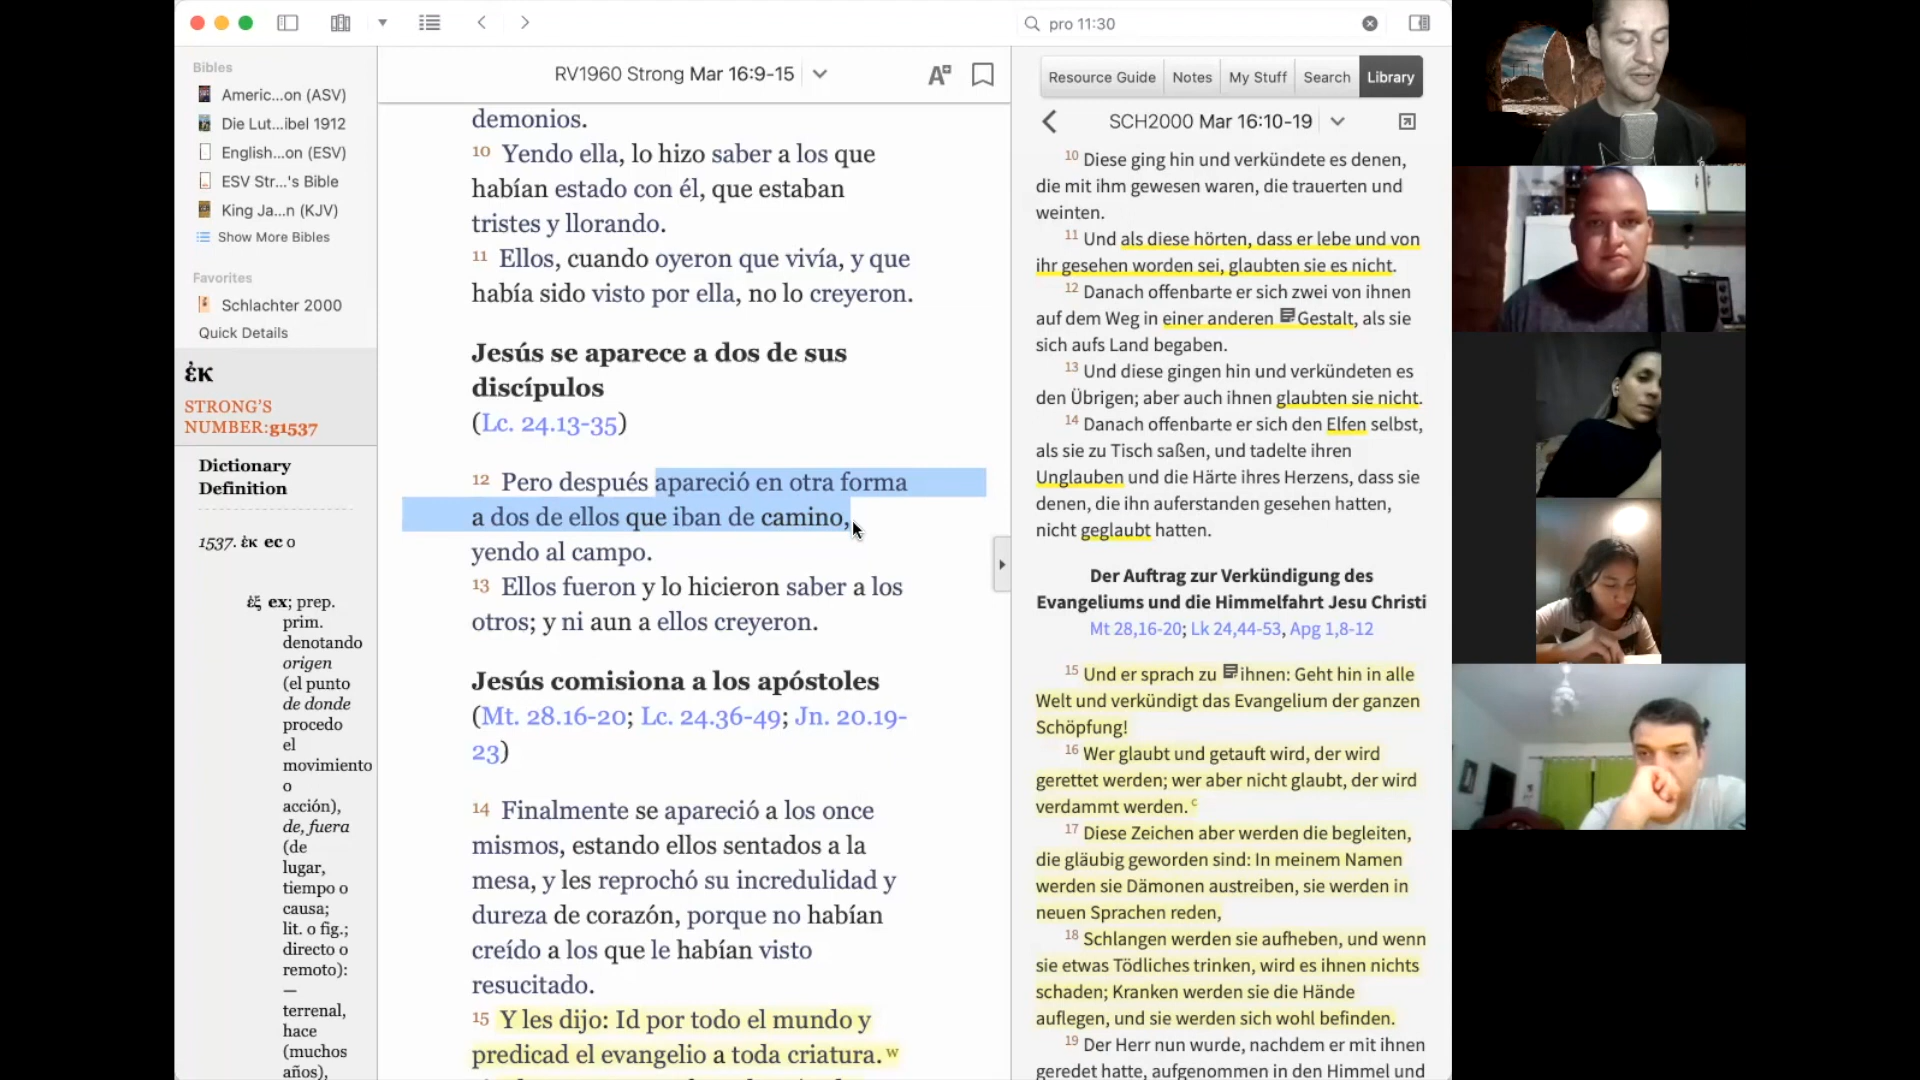 pro 11:30
Bibles
Americ...on (ASV)
Die Lut...ibel 1912
English...on (ESV)
ESV Str...'s Bible
King Ja...n (KJV)
Show More Bibles
Favorites
Schlachter 2000
Quick Details
ἐκ
STRONG'S
NUMBER:g1537
Dictionary
Definition
1537. ἐκ ec o
ἐξ ex; prep.
prim.
denotando
origen
(el punto
de donde
procedo
el
movimiento
o
acción),
de, fuera
(de
lugar,
tiempo o
causa;
lit. o fig.;
directo o
remoto):
—
terrenal,
hace
(muchos
años),
RV1960 Strong Mar 16:9-15
demonios.
10 Yendo ella, lo hizo saber a los que
habían estado con él, que estaban
tristes y llorando.
11 Ellos, cuando oyeron que vivía, y que
había sido visto por ella, no lo creyeron.
Jesús se aparece a dos de sus
discípulos
(Lc. 24.13-35)
12 Pero después apareció en otra forma
a dos de ellos que iban de camino,
yendo al campo.
13 Ellos fueron y lo hicieron saber a los
otros; y ni aun a ellos creyeron.
Jesús comisiona a los apóstoles
(Mt. 28.16-20; Lc. 24.36-49; Jn. 20.19-
23)
14 Finalmente se apareció a los once
mismos, estando ellos sentados a la
mesa, y les reprochó su incredulidad y
dureza de corazón, porque no habían
creído a los que le habían visto
resucitado.
15 Y les dijo: Id por todo el mundo y
predicad el evangelio a toda criatura. w
Resource Guide Notes My Stuff Search Library
SCH2000 Mar 16:10-19
10 Diese ging hin und verkündete es denen,
die mit ihm gewesen waren, die trauerten und
weinten.
11 Und als diese hörten, dass er lebe und von
ihr gesehen worden sei, glaubten sie es nicht.
12 Danach offenbarte er sich zwei von ihnen
auf dem Weg in einer anderen Gestalt, als sie
sich aufs Land begaben.
13 Und diese gingen hin und verkündeten es
den Übrigen; aber auch ihnen glaubten sie nicht.
14 Danach offenbarte er sich den Elfen selbst,
als sie zu Tisch saßen, und tadelte ihren
Unglauben und die Härte ihres Herzens, dass sie
denen, die ihn auferstanden gesehen hatten,
nicht geglaubt hatten.
Der Auftrag zur Verkündigung des
Evangeliums und die Himmelfahrt Jesu Christi
Mt 28,16-20; Lk 24,44-53, Apg 1,8-12
15 Und er sprach zu ihnen: Geht hin in alle
Welt und verkündigt das Evangelium der ganzen
Schöpfung!
16 Wer glaubt und getauft wird, der wird
gerettet werden; wer aber nicht glaubt, der wird
verdammt werden. c
17 Diese Zeichen aber werden die begleiten,
die gläubig geworden sind: In meinem Namen
werden sie Dämonen austreiben, sie werden in
neuen Sprachen reden,
18 Schlangen werden sie aufheben, und wenn
sie etwas Tödliches trinken, wird es ihnen nichts
schaden; Kranken werden sie die Hände
auflegen, und sie werden sich wohl befinden.
19 Der Herr nun wurde, nachdem er mit ihnen
geredet hatte, aufgenommen in den Himmel und